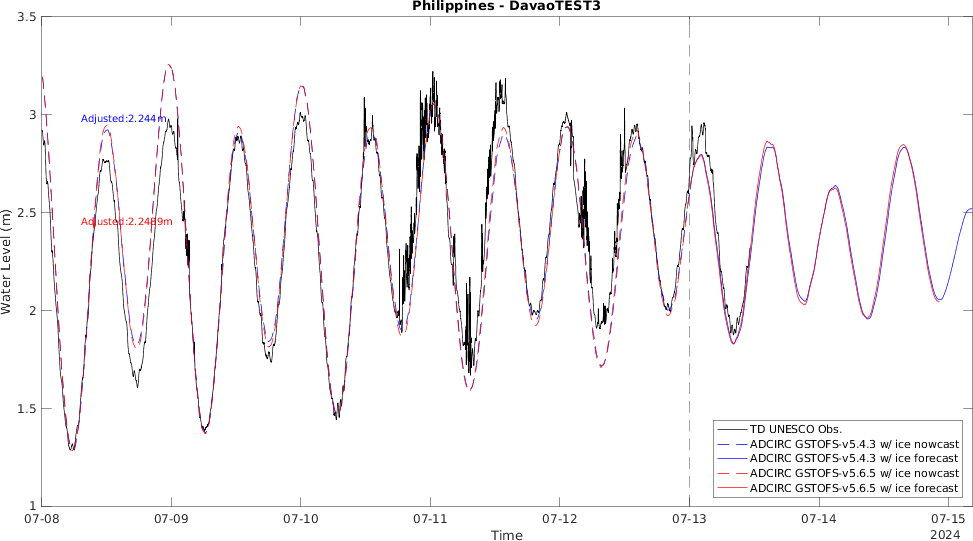 Philippines - DavaoTEST3
3.5
3
2.5
2
1.5
1
Water Level (m)
Adjusted:2.244m
Adjusted:2.2489m
TD UNESCO Obs.
ADCIRC GSTOFS-v5.4.3 w/ ice nowcast
ADCIRC GSTOFS-v5.4.3 w/ ice forecast
ADCIRC GSTOFS-v5.6.5 w/ ice nowcast
ADCIRC GSTOFS-v5.6.5 w/ ice forecast
07-08 07-09 07-10 07-11 07-12 07-13 07-14 07-15
Time
2024